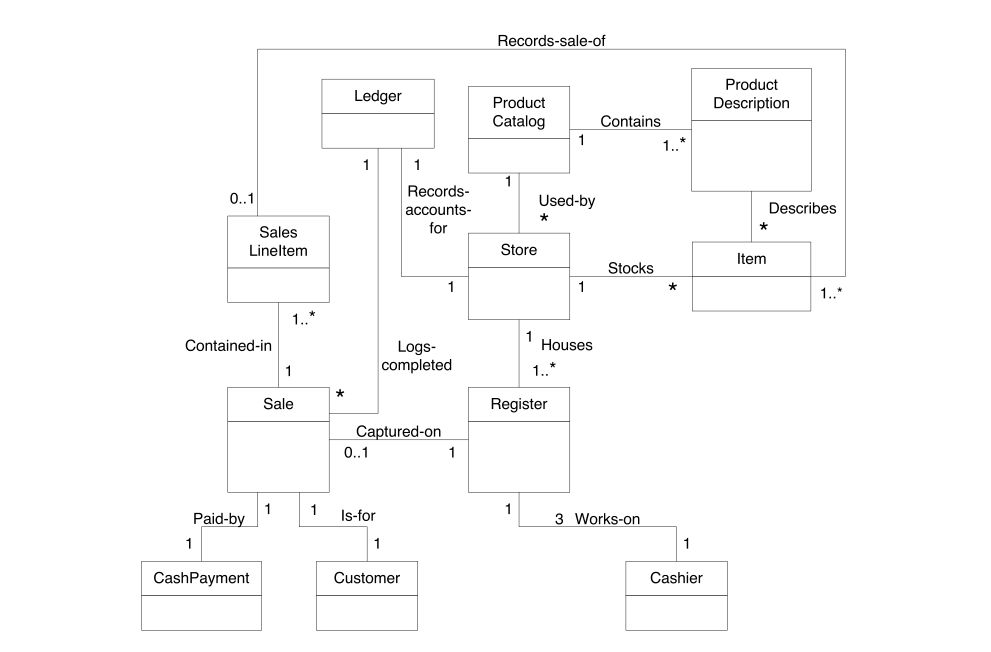 Records-sale-of
Ledger
Product
Catalog
Product
Description
Contains
1
1..*
1
1
1
Records-
accounts-
for
Used-by
*
Describes
*
0..1
Sales
LineItem
Store
Item
Stocks
1
1
*
1..*
1..*
Contained-in
1
Logs-
completed
*
1
Houses
1..*
Sale
Register
Captured-on
0..1
1
Paid-by
1
1
Is-for
1
3 Works-on
1
1
1
CashPayment
Customer
Cashier